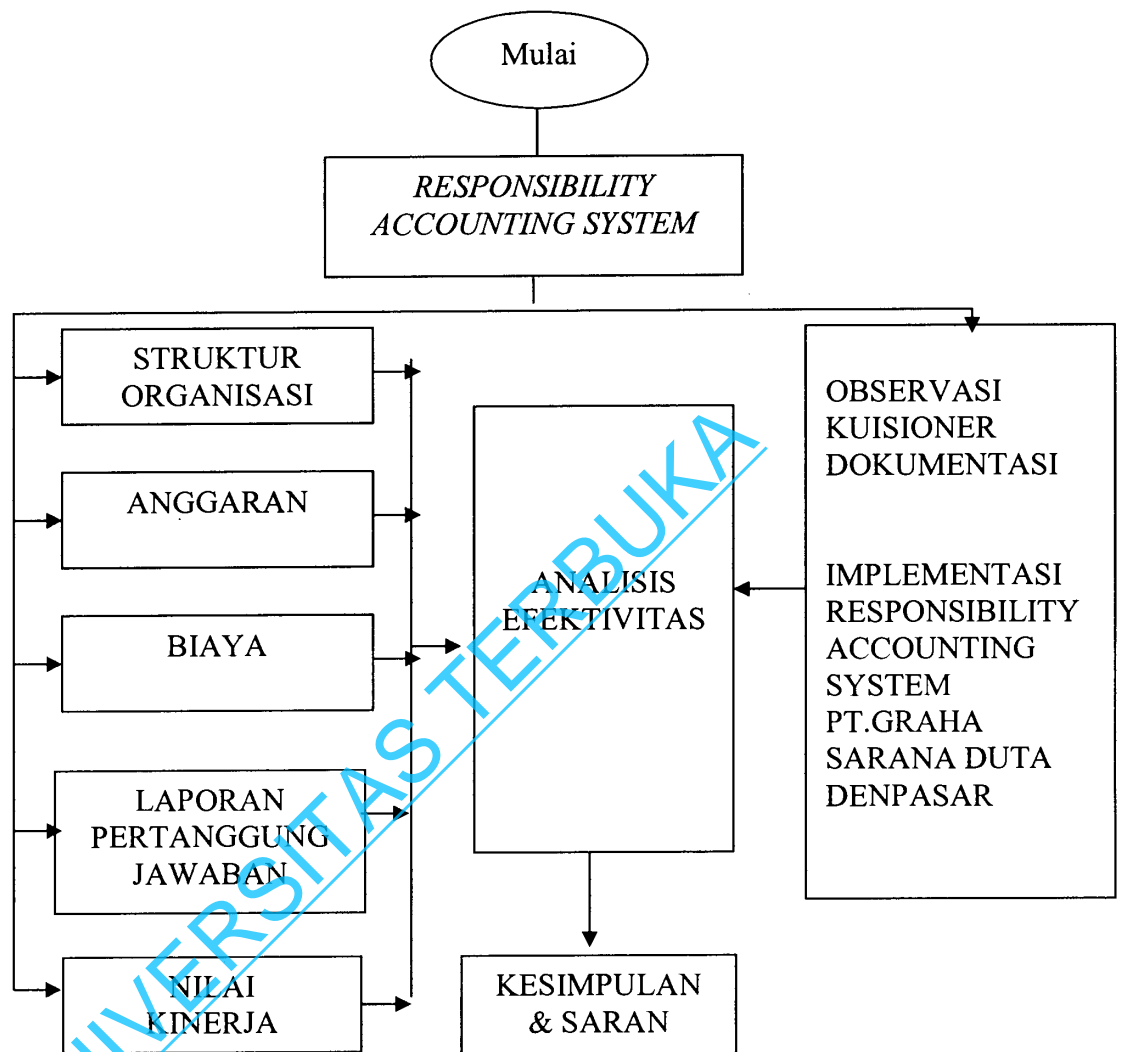 Mulai
RESPONSIBILITY
ACCOUNTING SYSTEM
STRUKTUR
ORGANISASI
ANGGARAN
BIAYA
LAPORAN
PERTANGGUNG
JAWABAN
NILAI
KINERJA
ANALISIS
EFEKTIVITAS
KESIMPULAN
& SARAN
OBSERVASI
KUISIONER
DOKUMENTASI
IMPLEMENTASI
RESPONSIBILITY
ACCOUNTING
SYSTEM
PT.GRAHA
SARANA DUTA
DENPASAR
UNIVERSITAS TERBUKA